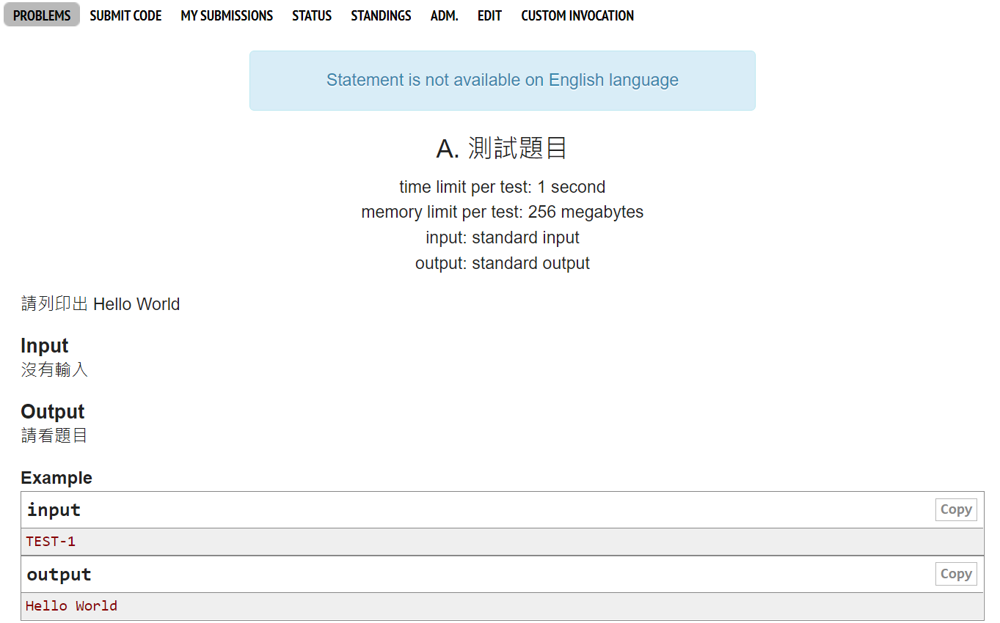 PROBLEMS SUBMIT CODE MY SUBMISSIONS STATUS STANDINGS ADM. EDIT CUSTOM INVOCATION
Statement is not available on English language
A. 測試題目
time limit per test: 1 second
memory limit per test: 256 megabytes
input: standard input
output: standard output
請列印出 Hello World
Input
沒有輸入
Output
請看題目
Example
input Copy
TEST-1
output Copy
Hello World